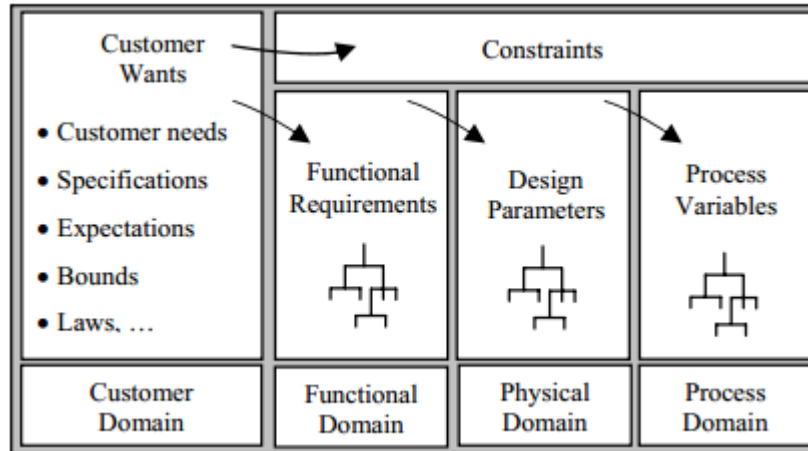 Customer
Wants
Constraints
• Customer needs
• Specifications
• Expectations
• Bounds
• Laws, …
Functional
Requirements
Design
Parameters
Process
Variables
Customer
Domain
Functional
Domain
Physical
Domain
Process
Domain